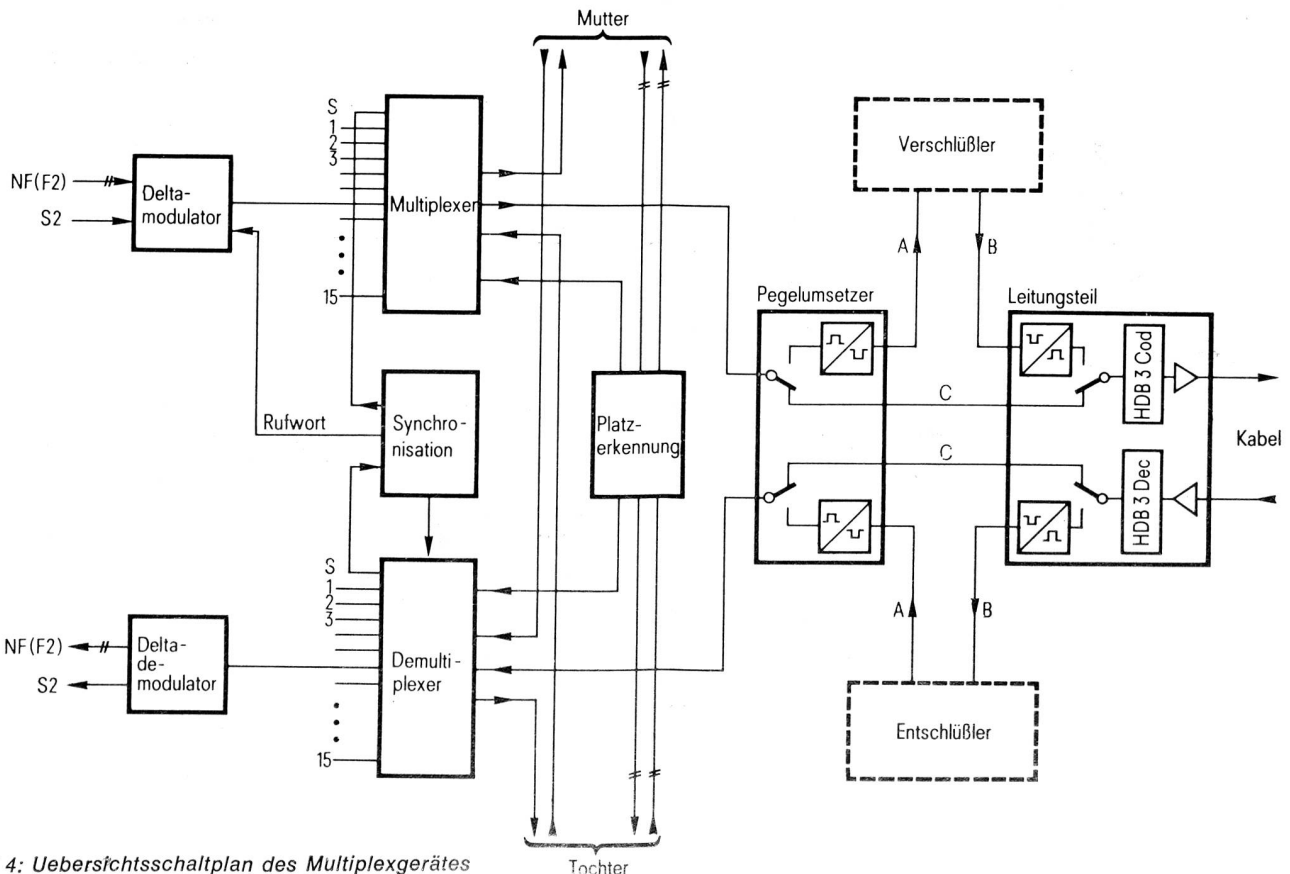 Mutter
S
1
2
3
15
NF(F2)
S2
Delta-
modulator
Multiplexer
Verschlüßler
A
B
Pegelumsetzer
Leitungsteil
HDB 3 Cod
C
Rufwort
Synchro-
nisation
Platz-
erkennung
Kabel
C
HDB 3 Dec
S
1
2
3
15
NF(F2)
S2
Delta-
de-
modulator
Demulti-
plexer
A
B
Entschlüßler
4: Uebersichtsschaltplan des Multiplexgerätes
Tochter